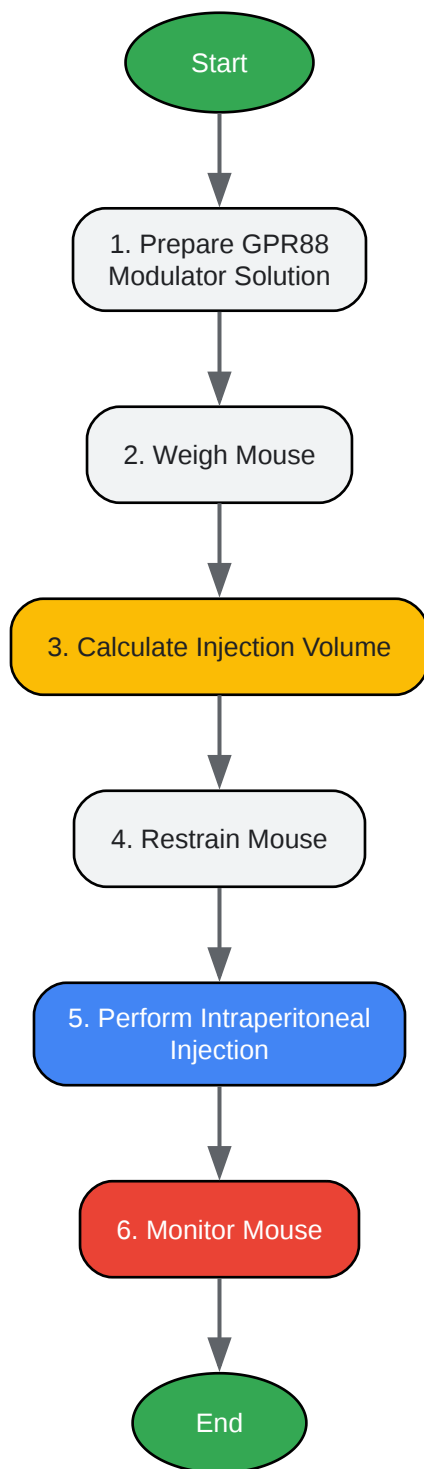 Start
1. Prepare GPR88
Modulator Solution
2. Weigh Mouse
3. Calculate Injection Volume
4. Restrain Mouse
5. Perform Intraperitoneal
Injection
6. Monitor Mouse
End